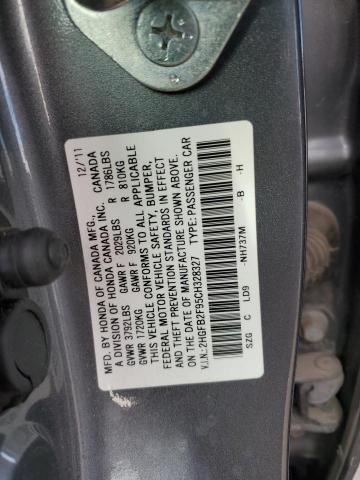 MFD. BY HONDA OF CANADA MFG., 12/'11
A DIVISION OF HONDA CANADA INC. CANADA
GVWR 3792LBS GAWR F 2029LBS R 1786LBS
GVWR 1720KG GAWR F 920KG R 810KG
THIS VEHICLE CONFORMS TO ALL APPLICABLE
FEDERAL MOTOR VEHICLE SAFETY, BUMPER,
AND THEFT PREVENTION STANDARDS IN EFFECT
ON THE DATE OF MANUFACTURE SHOWN ABOVE.
V.I.N.:2HGFB2F95CH328327 TYPE:PASSENGER CAR
SZG C LD9 -NH737M -B -H